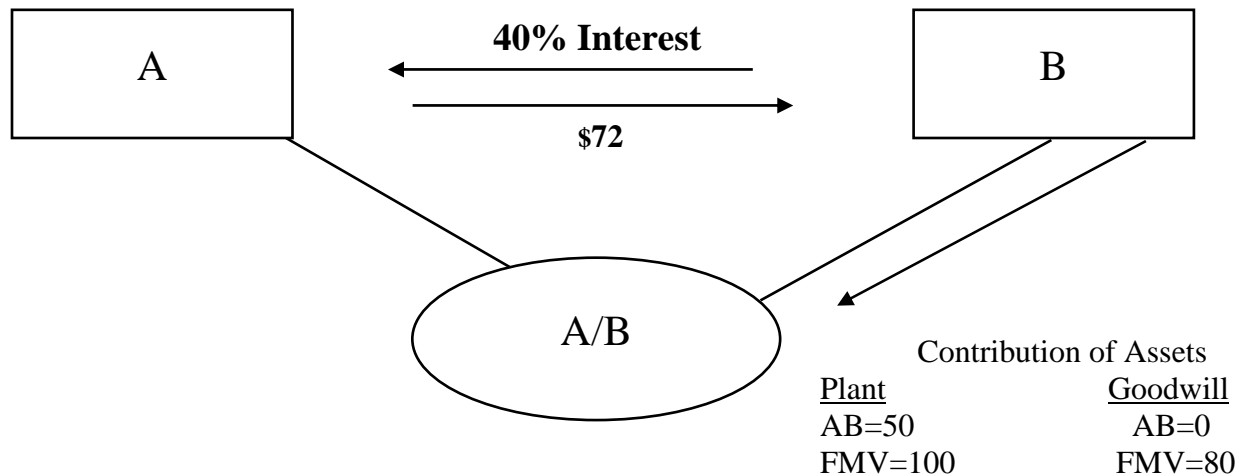 40% Interest
A
B
$72
A/B
Contribution of Assets
Plant Goodwill
AB=50 AB=0
FMV=100 FMV=80